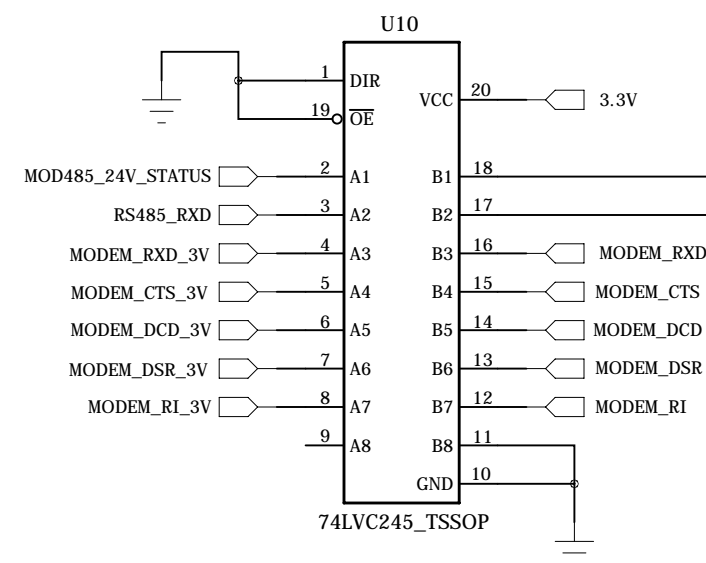 U10
1 DIR
VCC 20 3.3V
19 OE
MOD485_24V_STATUS 2 A1 B1 18
RS485_RXD 3 A2 B2 17
MODEM_RXD_3V 4 A3 B3 16 MODEM_RXD
MODEM_CTS_3V 5 A4 B4 15 MODEM_CTS
MODEM_DCD_3V 6 A5 B5 14 MODEM_DCD
MODEM_DSR_3V 7 A6 B6 13 MODEM_DSR
MODEM_RI_3V 8 A7 B7 12 MODEM_RI
9 A8 B8 11
GND 10
74LVC245_TSSOP